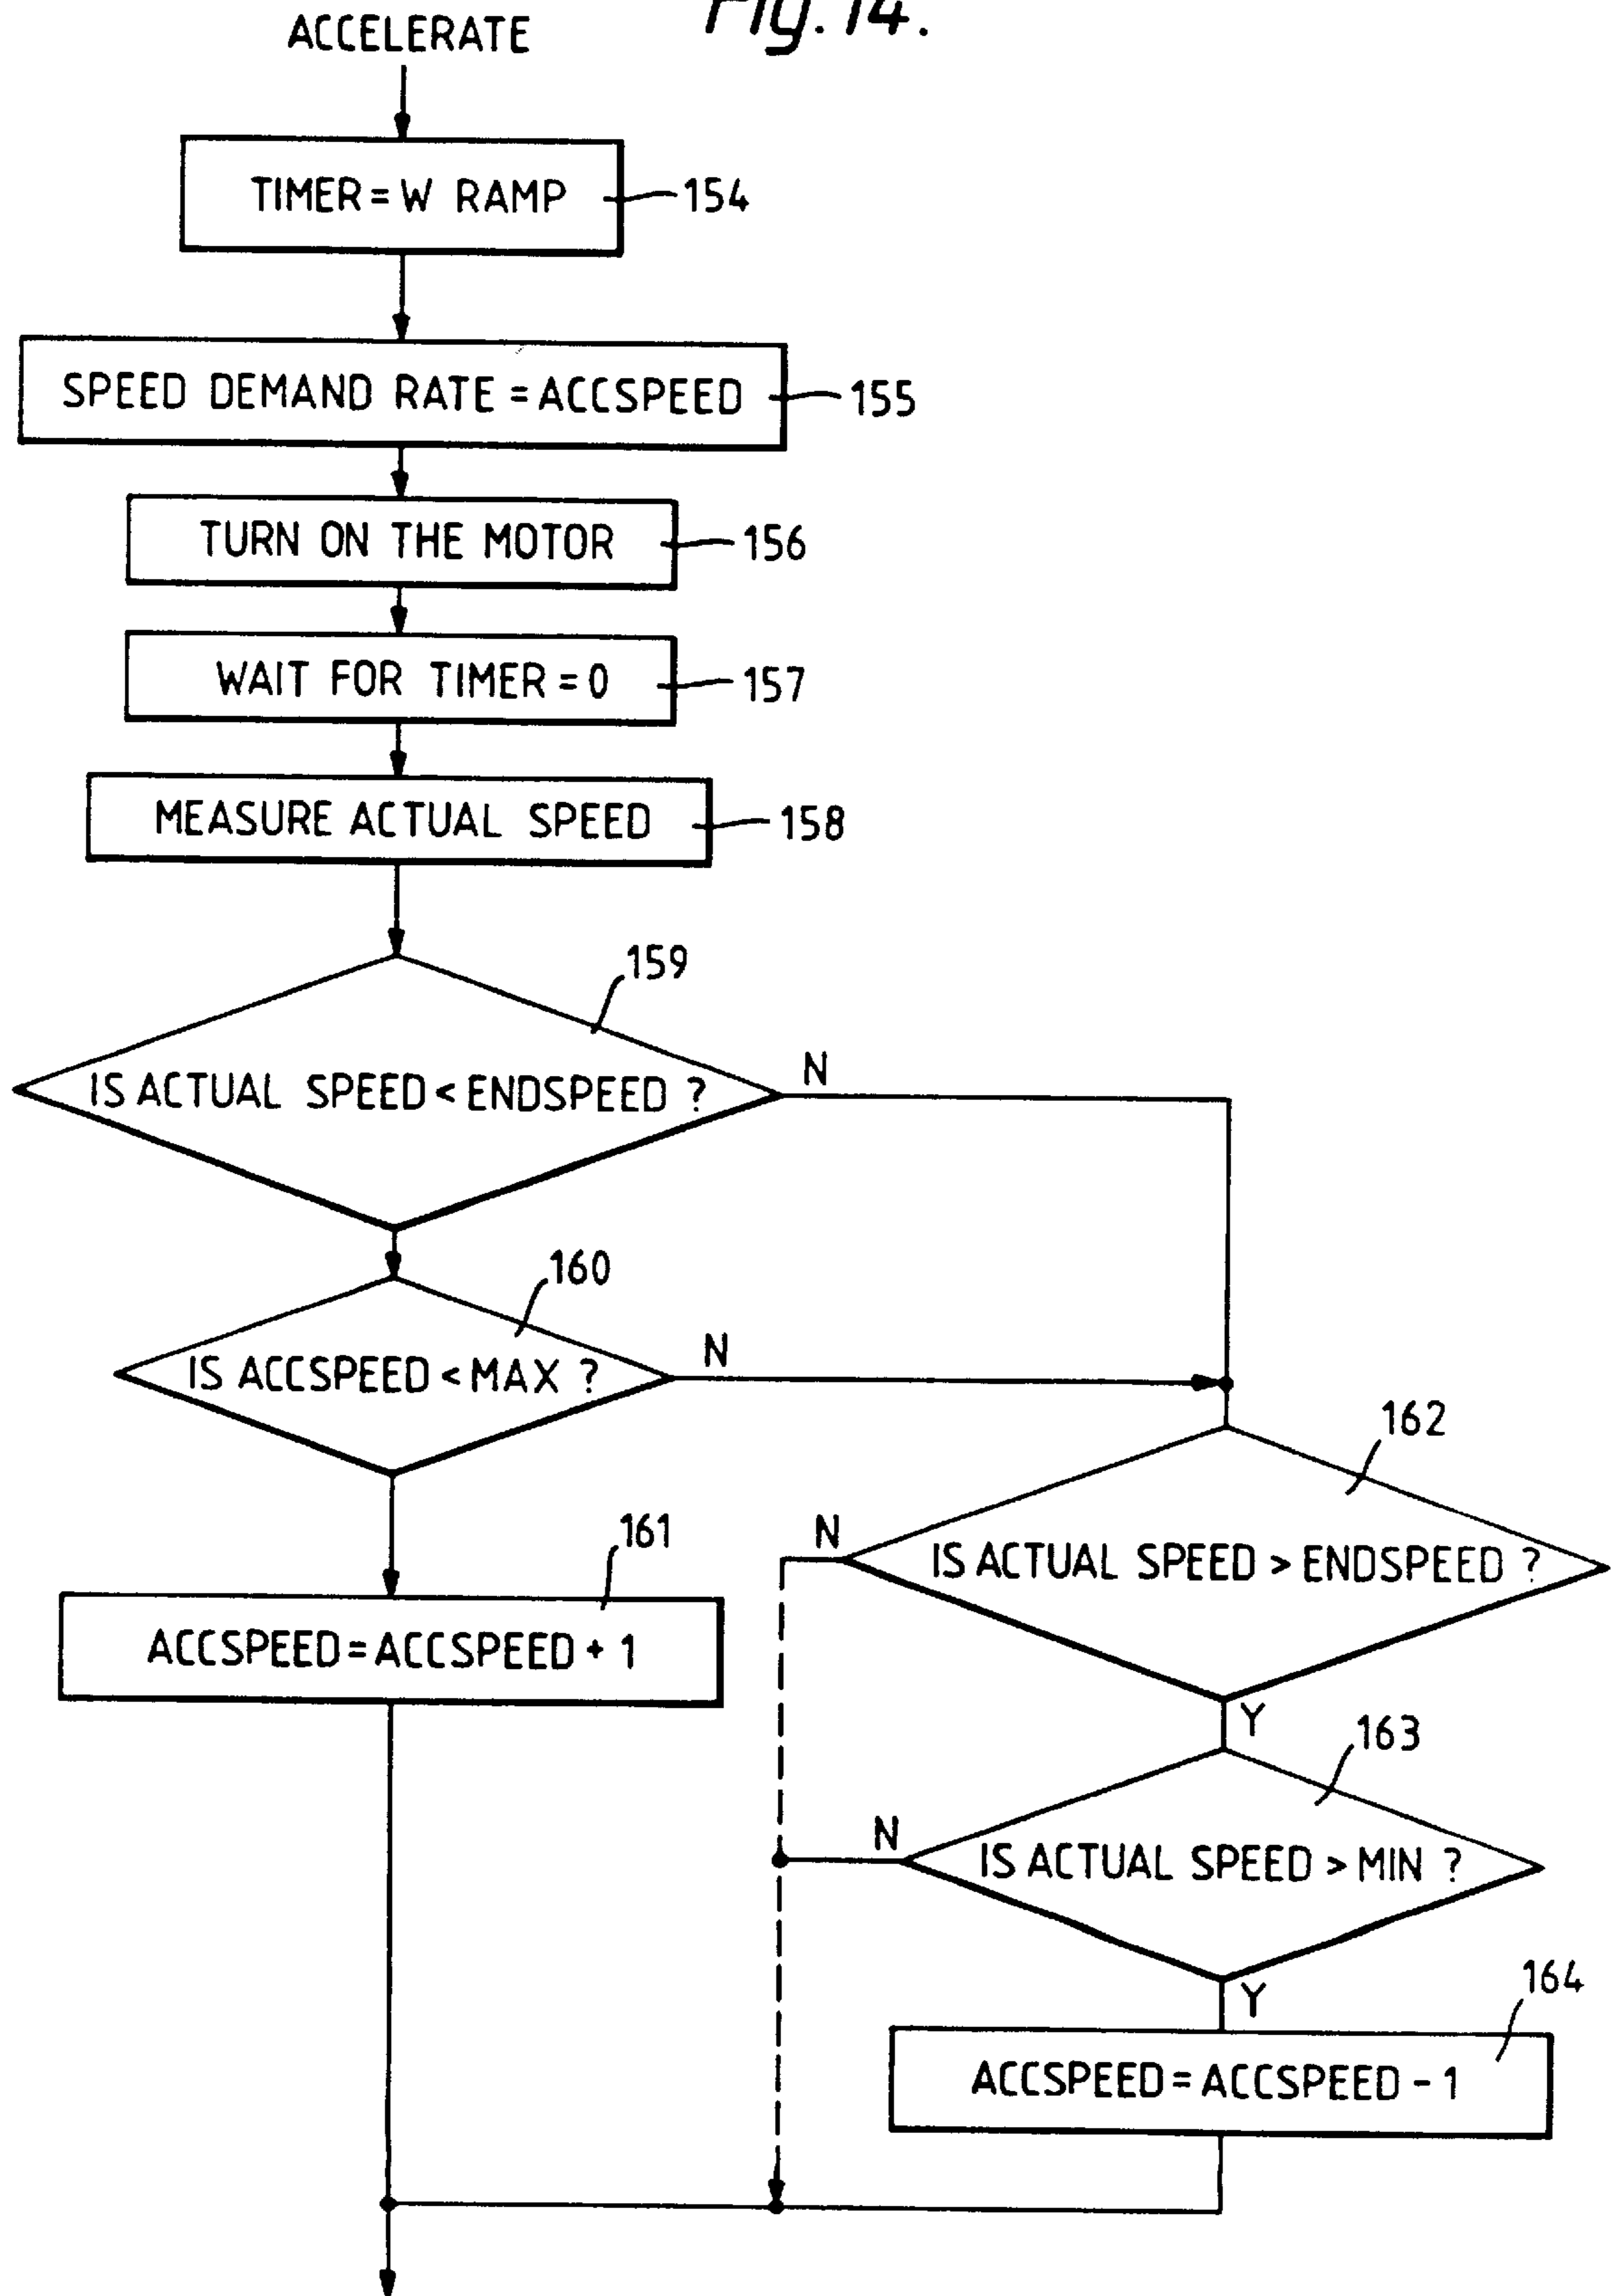 Fig. 14.
ACCELERATE
TIMER = W RAMP
154
SPEED DEMAND RATE = ACCSPEED
155
TURN ON THE MOTOR
156
WAIT FOR TIMER = 0
157
MEASURE ACTUAL SPEED
158
159
IS ACTUAL SPEED < ENDSPEED ?
N
160
IS ACCSPEED < MAX ?
N
161
ACCSPEED = ACCSPEED + 1
162
N
IS ACTUAL SPEED > ENDSPEED ?
Y
163
N
IS ACTUAL SPEED > MIN ?
Y
164
ACCSPEED = ACCSPEED - 1